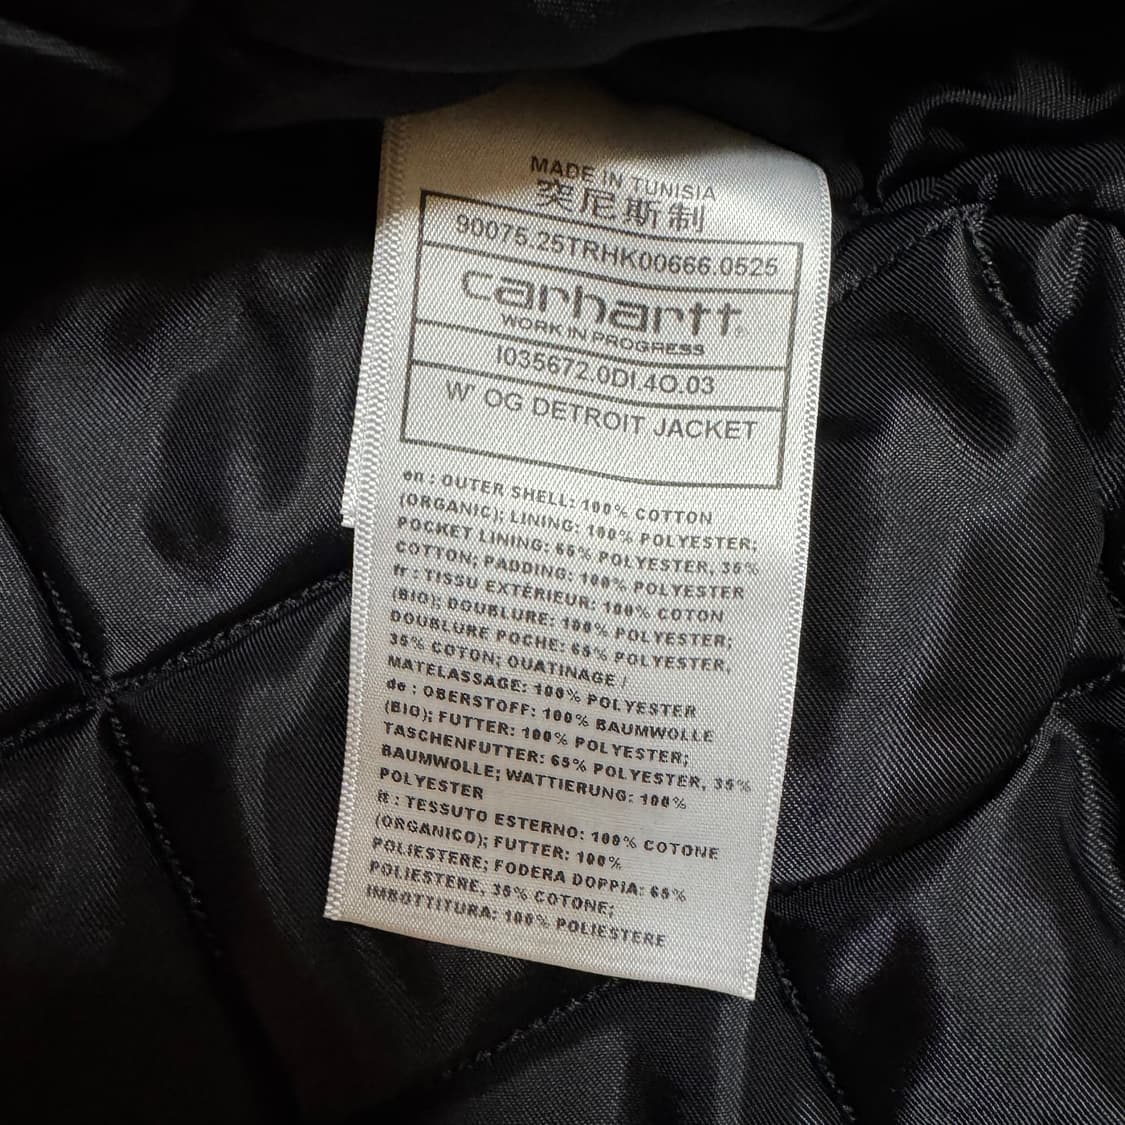 MADE IN TUNISIA
突尼斯制
90075.25TRHK00666.0525
carhartt
WORK IN PROGRESS
I035672.0DI.4O.03
W' OG DETROIT JACKET
en : OUTER SHELL: 100% COTTON
(ORGANIC); LINING: 100% POLYESTER;
POCKET LINING: 65% POLYESTER, 35%
COTTON; PADDING: 100% POLYESTER
fr : TISSU EXTÉRIEUR: 100% COTON
(BIO); DOUBLURE: 100% POLYESTER;
DOUBLURE POCHE: 65% POLYESTER,
35% COTON; OUATINAGE /
MATELASSAGE: 100% POLYESTER
de : OBERSTOFF: 100% BAUMWOLLE
(BIO); FUTTER: 100% POLYESTER;
TASCHENFUTTER: 65% POLYESTER, 35%
BAUMWOLLE; WATTIERUNG: 100%
POLYESTER
it : TESSUTO ESTERNO: 100% COTONE
(ORGANICO); FUTTER: 100%
POLIESTERE; FODERA DOPPIA: 65%
POLIESTERE, 35% COTONE;
IMBOTTITURA: 100% POLIESTERE